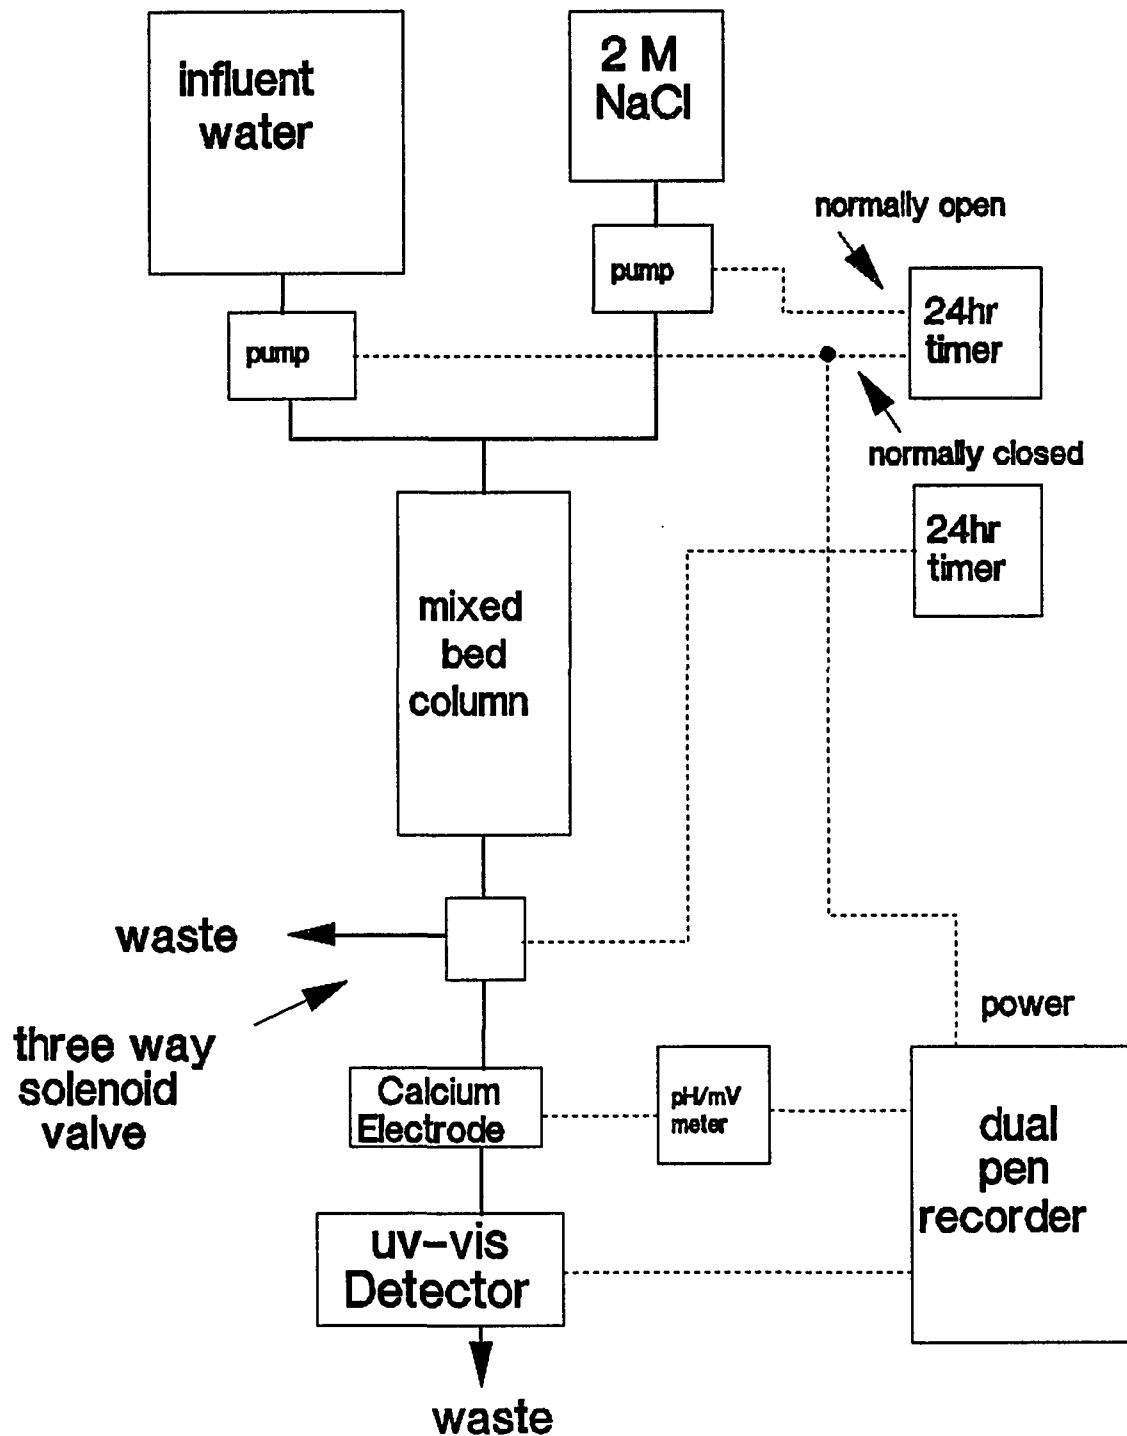 influent
water
2 M
NaCl
normally open
pump
24hr
timer
pump
normally closed
24hr
timer
mixed
bed
column
waste
three way
solenoid
valve
power
Calcium
Electrode
pH/mV
meter
dual
pen
recorder
uv-vis
Detector
waste